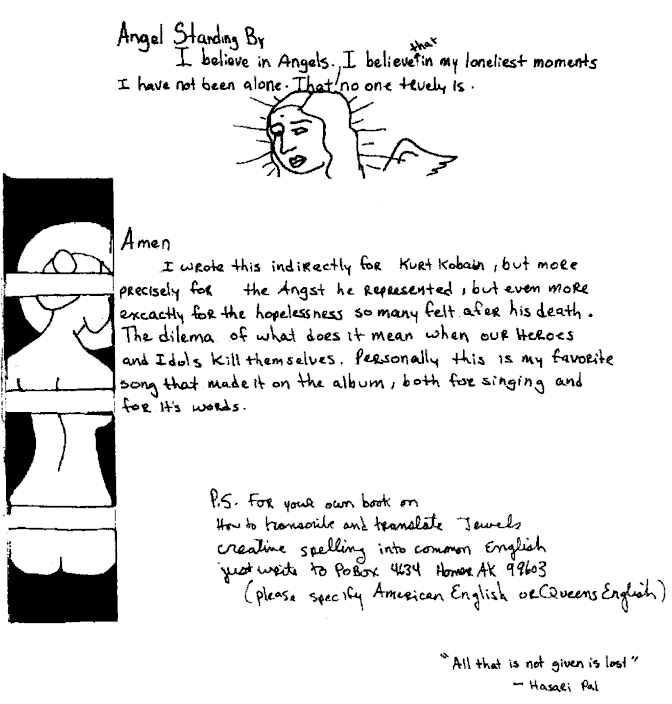 Angel Standing By
I believe in Angels. I believe that in my loneliest moments
I have not been alone. That no one truely is.
Amen
I wrote this indirectly for Kurt Kobain, but more
precisely for the Angst he represented, but even more
excactly for the hopelessness so many felt afer his death.
The dilema of what does it mean when our Heroes
and Idols Kill themselves. Personally this is my favorite
song that made it on the album, both for singing and
for it's words.
P.S. For your own book on
How to transcribe and translate Jewels
creative spelling into common English
just write to PO Box 4634 Homer AK 99603
(please specify American English or Queens English)
"All that is not given is lost"
- Hasari Pal